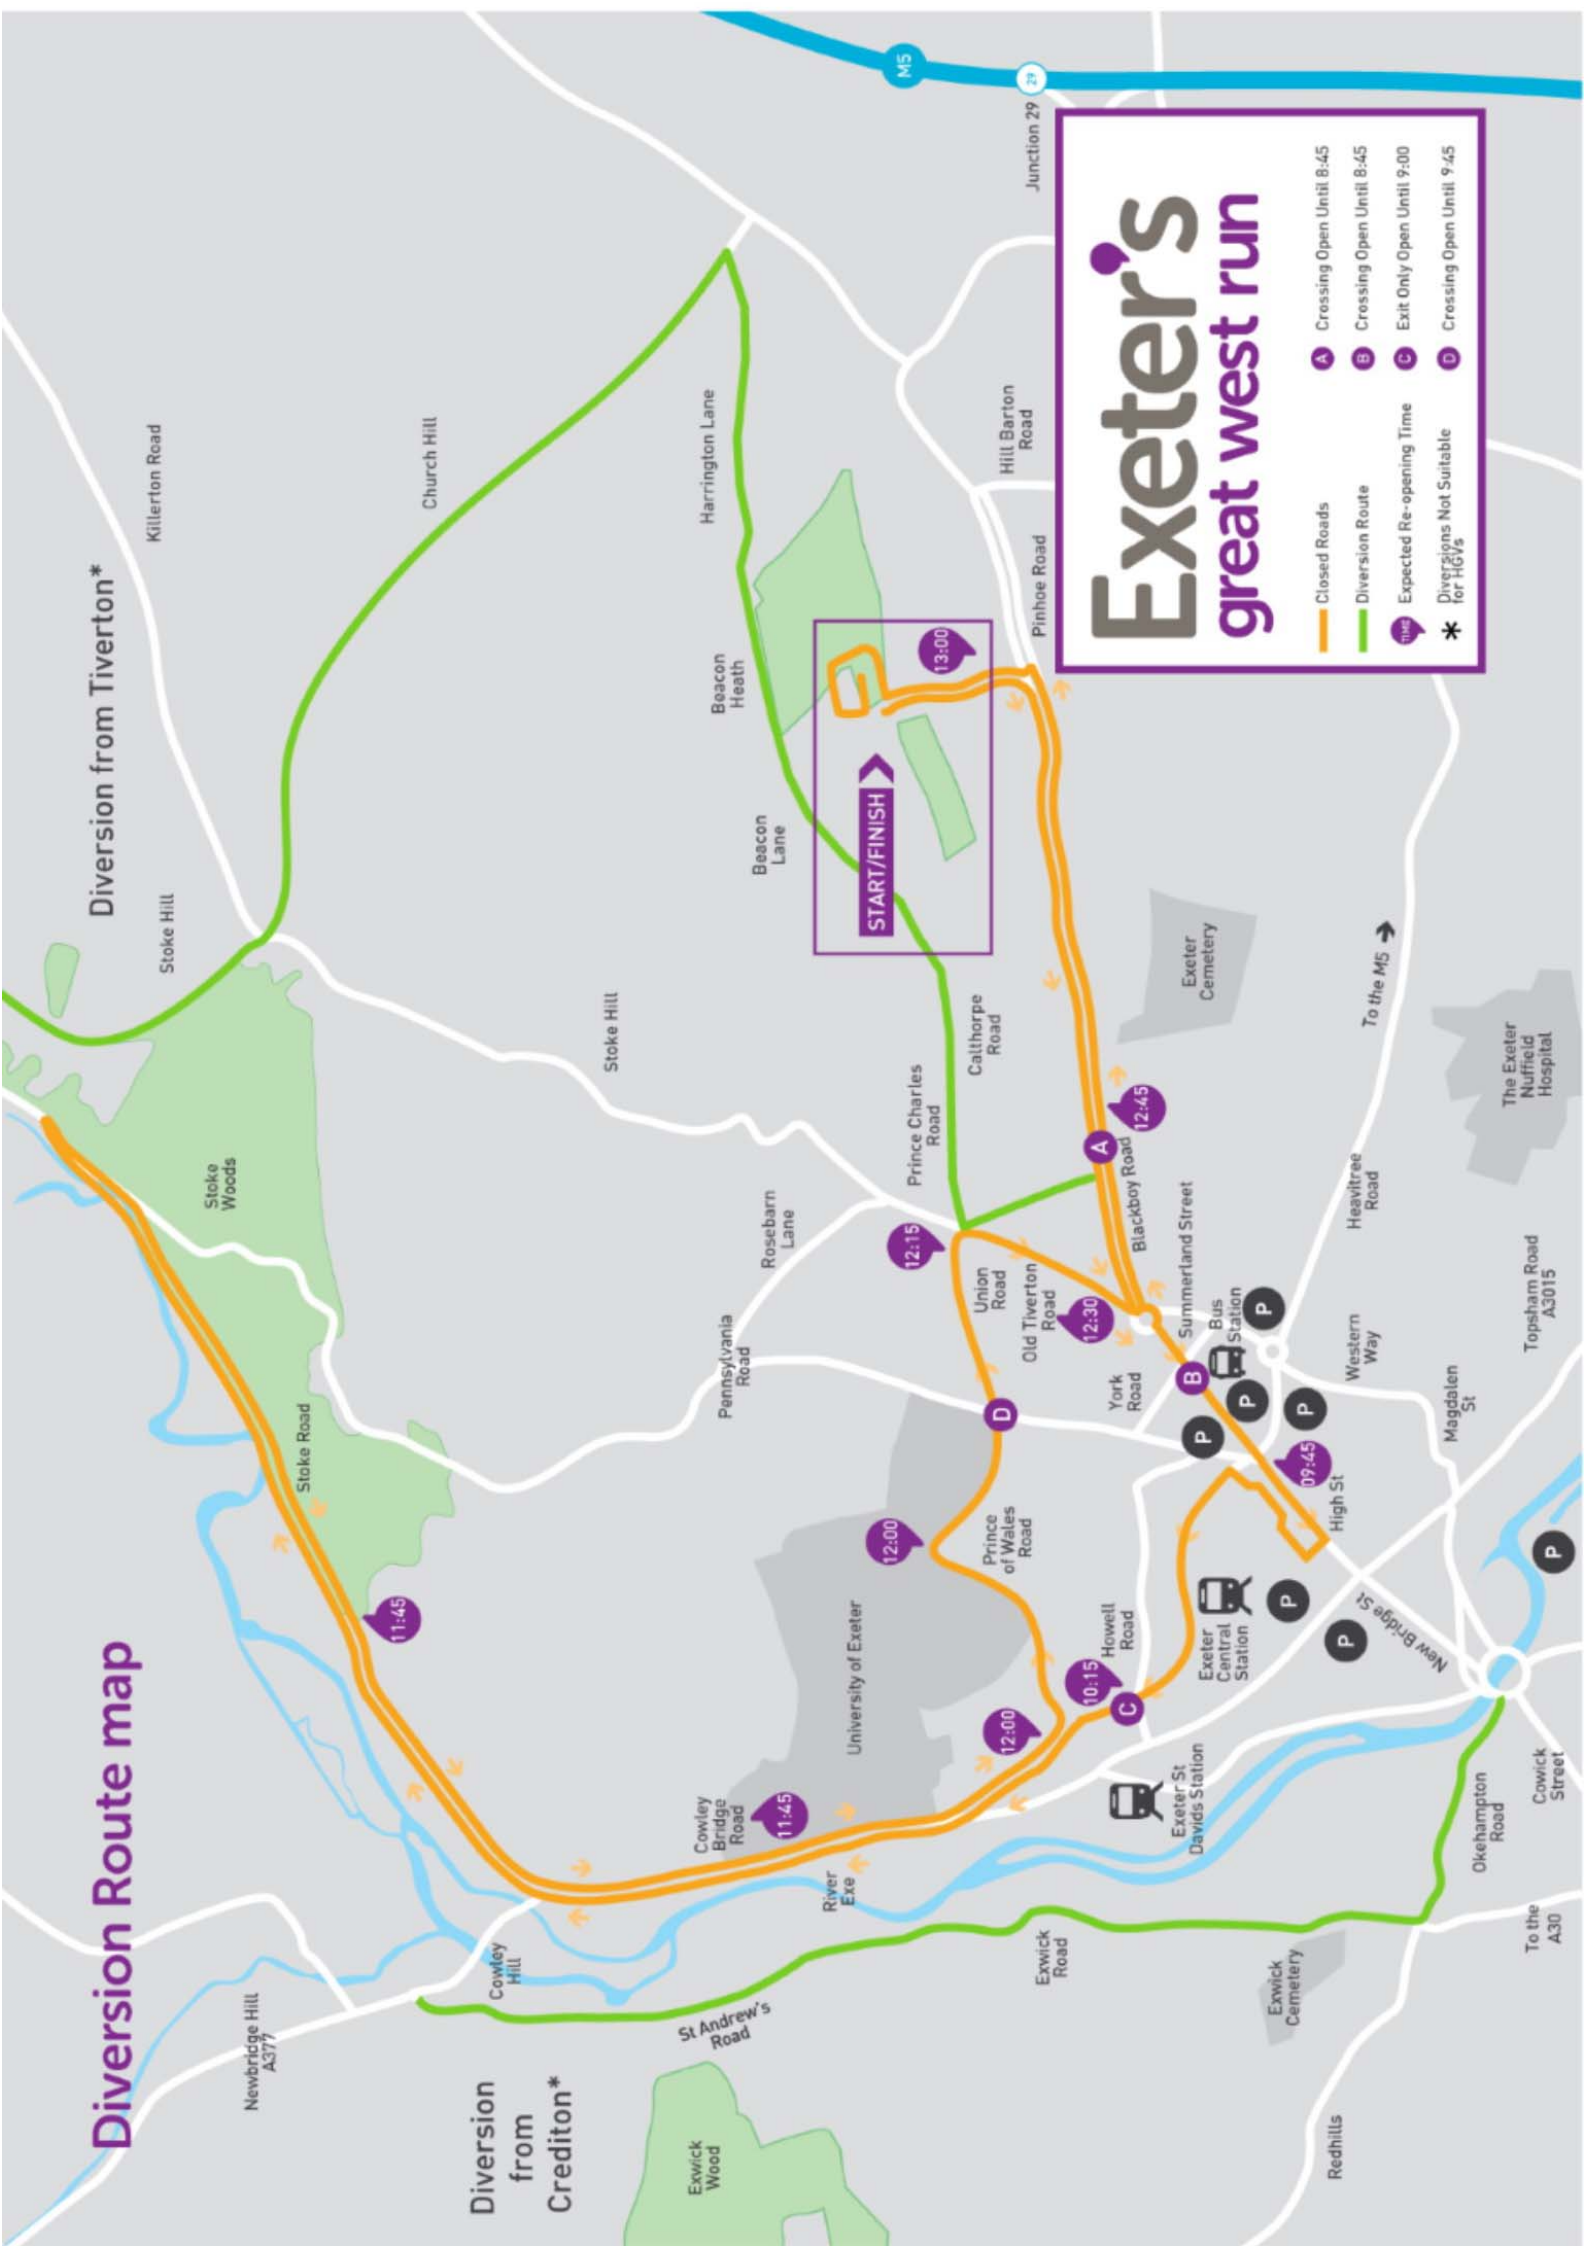 Diversion Route map
Diversion from Tiverton*
Killerton Road
Stoke Hill
Church Hill
Stoke
Woods
Stoke Road
11:45
Newbridge Hill
A377
Diversion
from
Crediton*
Cowley
Hill
Stoke Hill
Harrington Lane
Beacon
Heath
Beacon
Lane
Rosebarn
Lane
Pennsylvania
Road
Cowley
Bridge
Road
11:45
St Andrew's
Road
Exwick
Wood
River
Exe
University of Exeter
M5
29
Junction 29
START/FINISH
13:00
Prince Charles
Road
Calthorpe
Road
12:15
Union
Road
Old Tiverton
Road
12:30
D
12:00
Prince
of Wales
Road
12:00
Hill Barton
Road
Pinhoe Road
Exwick
Road
A
12:45
Blackboy Road
Summerland Street
York
Road
B
Bus
Station
P
P
P
P
Howell
Road
10:15
C
Exeter
Central
Station
Exeter St
Davids Station
Exeter
Cemetery
09:45
High St
P
P
P
New Bridge St
Exwick
Cemetery
To the M5
Heavitree
Road
Western
Way
Magdalen
St
The Exeter
Nuffield
Hospital
Topsham Road
A3015
Okehampton
Road
Cowick
Street
To the
A30
Redhills
Exeter's
great west run
Closed Roads
Diversion Route
TIME Expected Re-opening Time
* Diversions Not Suitable
for HGVs
A Crossing Open Until 8:45
B Crossing Open Until 8:45
C Exit Only Open Until 9:00
D Crossing Open Until 9:45